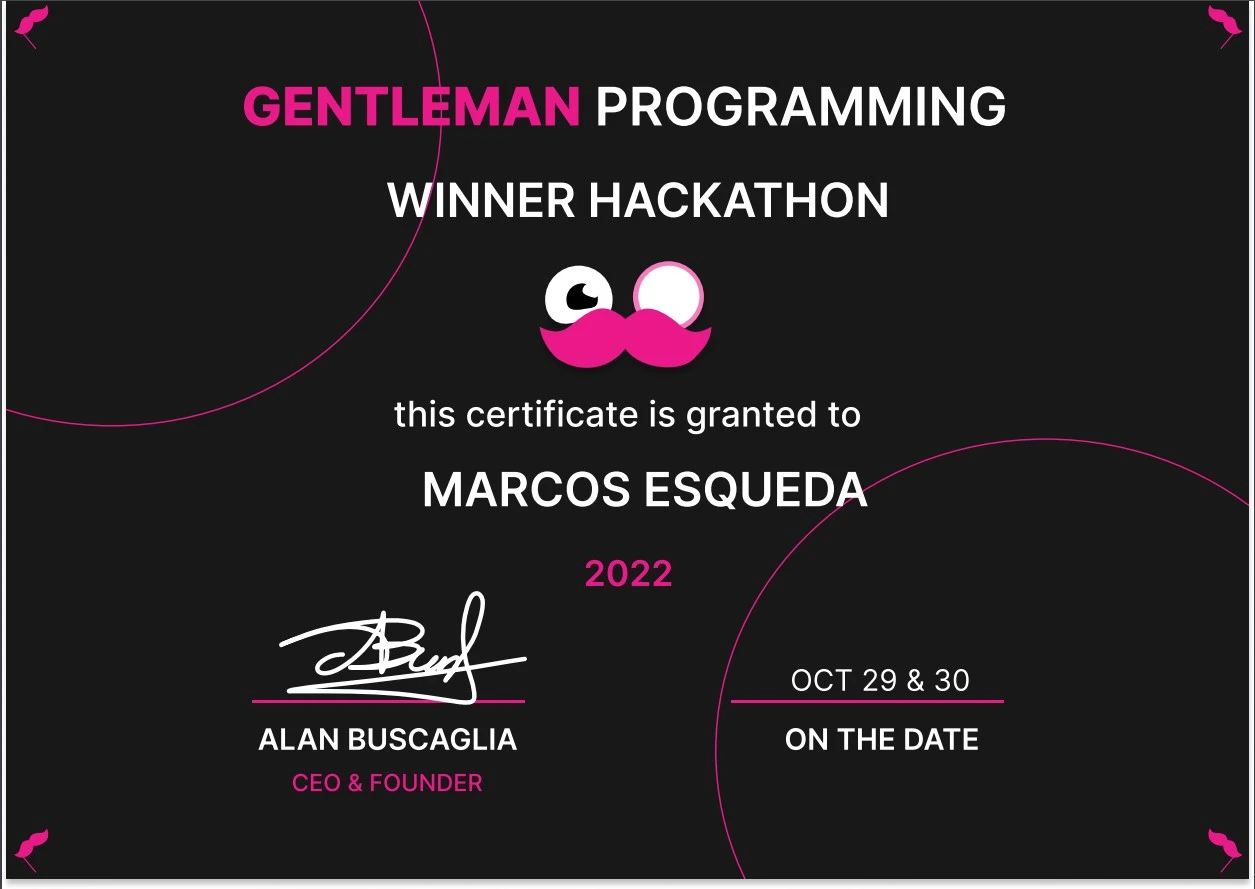 GENTLEMAN PROGRAMMING
WINNER HACKATHON
this certificate is granted to
MARCOS ESQUEDA
2022
OCT 29 & 30
ALAN BUSCAGLIA
ON THE DATE
CEO & FOUNDER